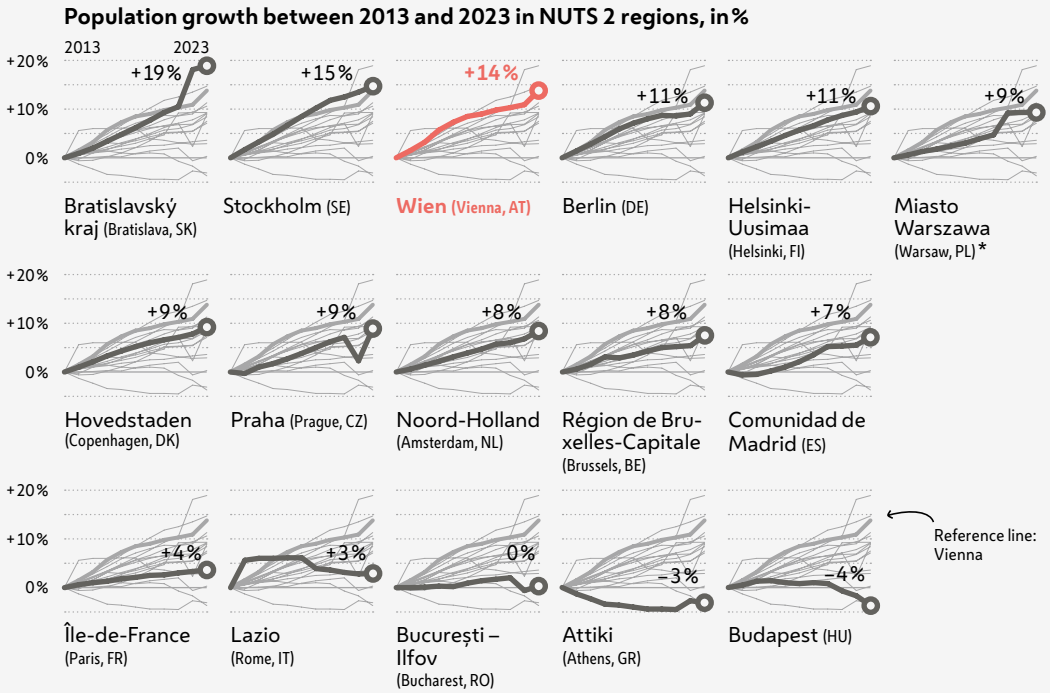 Population growth between 2013 and 2023 in NUTS 2 regions, in %
2013 2023
+20%
+10%
0%
+19%
Bratislavský
kraj (Bratislava, SK)
+15%
Stockholm (SE)
+14%
Wien (Vienna, AT)
+11%
Berlin (DE)
+11%
Helsinki-
Uusimaa
(Helsinki, FI)
+9%
Miasto
Warszawa
(Warsaw, PL)*
+20%
+10%
0%
+9%
Hovedstaden
(Copenhagen, DK)
+9%
Praha (Prague, CZ)
+8%
Noord-Holland
(Amsterdam, NL)
+8%
Région de Bru-
xelles-Capitale
(Brussels, BE)
+7%
Comunidad de
Madrid (ES)
+20%
+10%
0%
+4%
Île-de-France
(Paris, FR)
+3%
Lazio
(Rome, IT)
0%
București –
Ilfov
(Bucharest, RO)
−3%
Attiki
(Athens, GR)
−4%
Budapest (HU)
Reference line:
Vienna